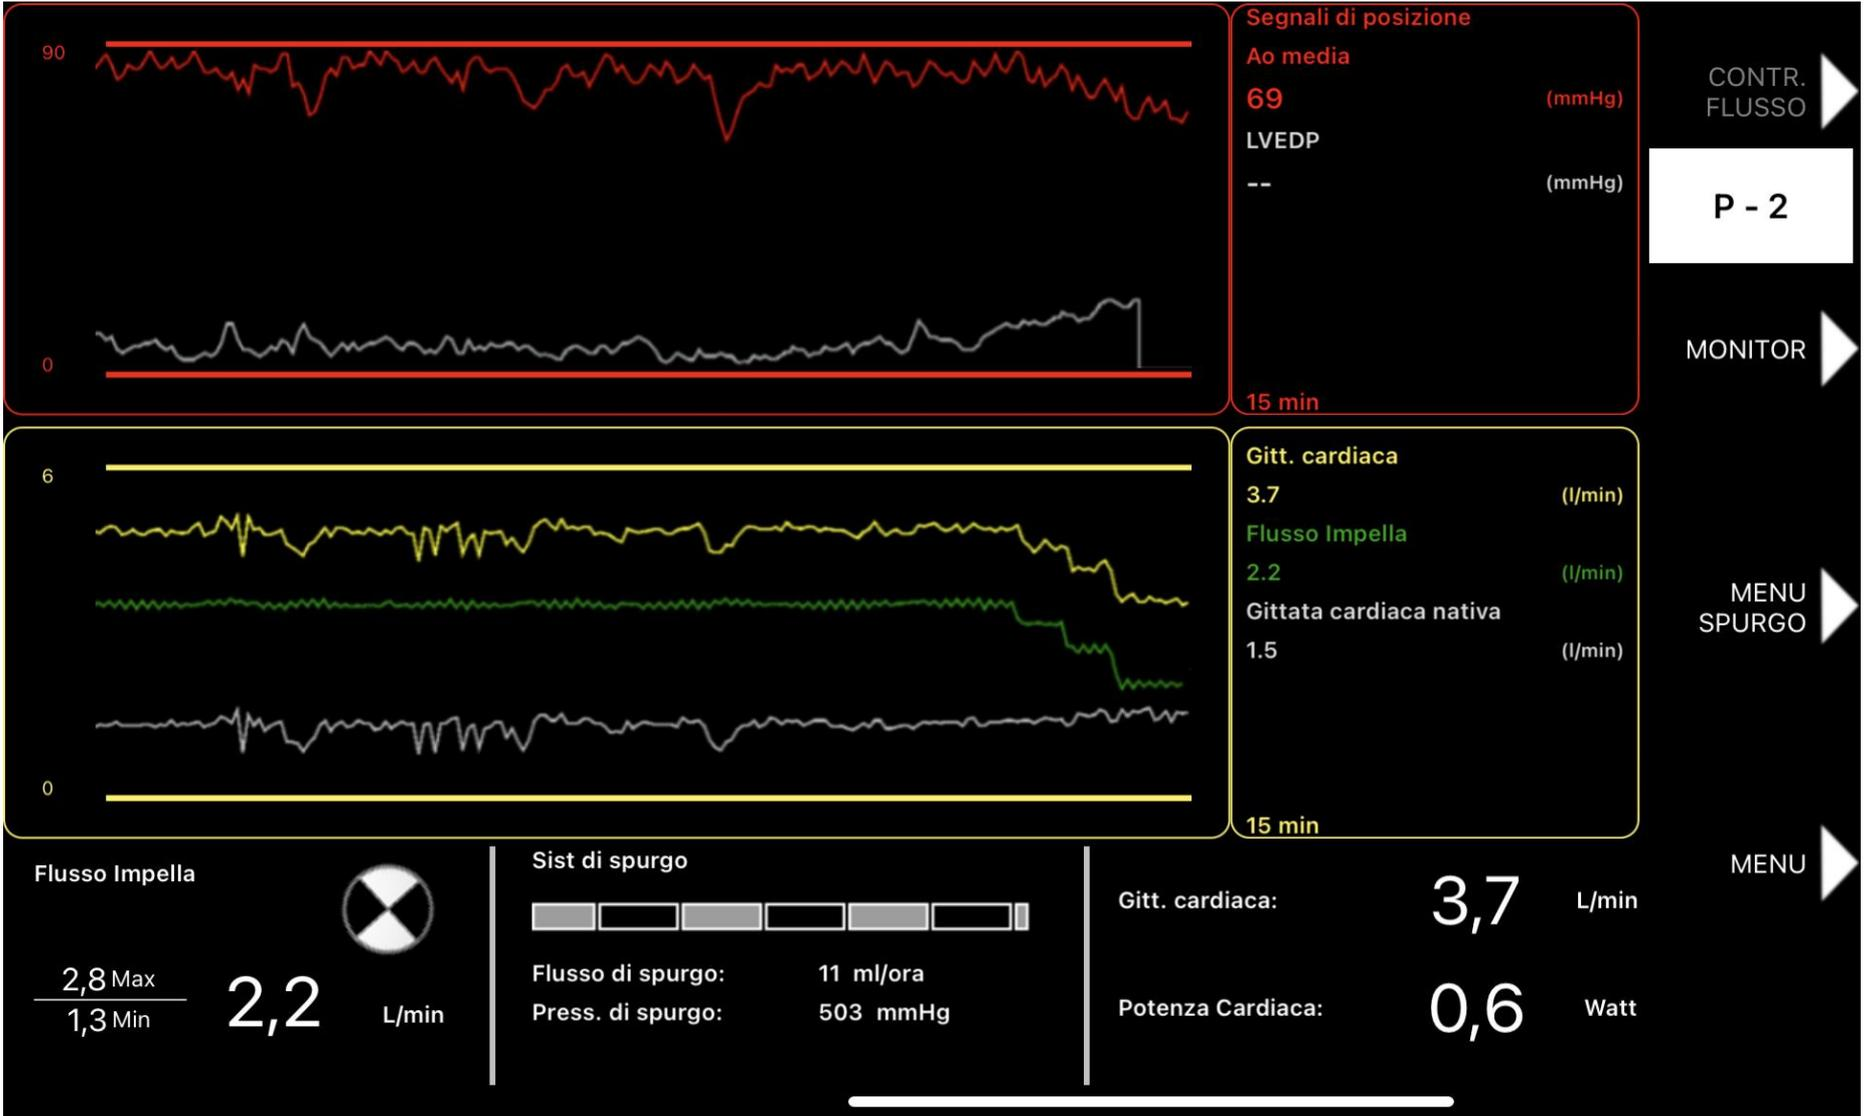 90
0
Segnali di posizione
Ao media
69 (mmHg)
LVEDP
-- (mmHg)
15 min
CONTR.
FLUSSO
P - 2
MONITOR
6
0
Gitt. cardiaca
3.7 (l/min)
Flusso Impella
2.2 (l/min)
Gittata cardiaca nativa
1.5 (l/min)
15 min
MENU
SPURGO
MENU
Flusso Impella
2,8 Max
1,3 Min
2,2 L/min
Sist di spurgo
Flusso di spurgo: 11 ml/ora
Press. di spurgo: 503 mmHg
Gitt. cardiaca: 3,7 L/min
Potenza Cardiaca: 0,6 Watt